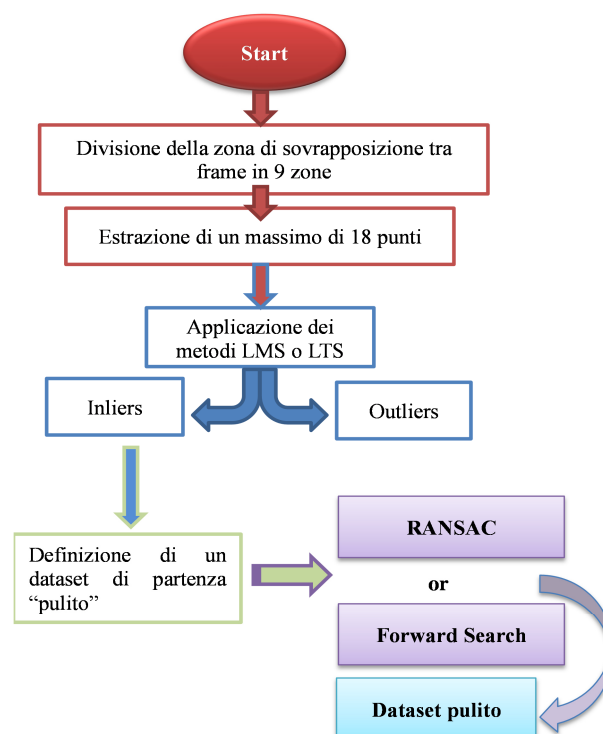 Start
Divisione della zona di sovrapposizione tra
frame in 9 zone
Estrazione di un massimo di 18 punti
Applicazione dei
metodi LMS o LTS
Inliers
Outliers
Definizione di un
dataset di partenza
“pulito”
RANSAC
or
Forward Search
Dataset pulito